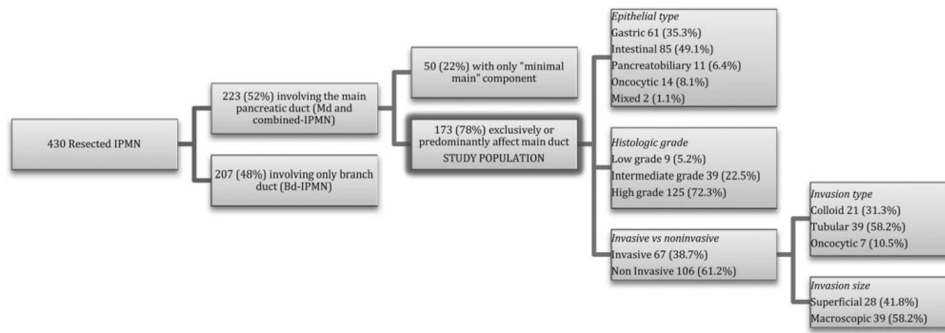 430 Resected IPMN
223 (52%) involving the main
pancreatic duct (Md and
combined-IPMN)
207 (48%) involving only branch
duct (Bd-IPMN)
50 (22%) with only "minimal
main" component
173 (78%) exclusively or
predominantly affect main duct
STUDY POPULATION
Epithelial type
Gastric 61 (35.3%)
Intestinal 85 (49.1%)
Pancreatobiliary 11 (6.4%)
Oncocytic 14 (8.1%)
Mixed 2 (1.1%)
Histologic grade
Low grade 9 (5.2%)
Intermediate grade 39 (22.5%)
High grade 125 (72.3%)
Invasive vs noninvasive
Invasive 67 (38.7%)
Non Invasive 106 (61.2%)
Invasion type
Colloid 21 (31.3%)
Tubular 39 (58.2%)
Oncocytic 7 (10.5%)
Invasion size
Superficial 28 (41.8%)
Macroscopic 39 (58.2%)